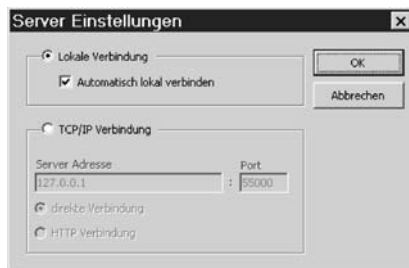 Server Einstellungen
Lokale Verbindung
OK
Automatisch lokal verbinden
Abbrechen
TCP/IP Verbindung
Server Adresse Port
127.0.0.1 : 55000
direkte Verbindung
HTTP Verbindung